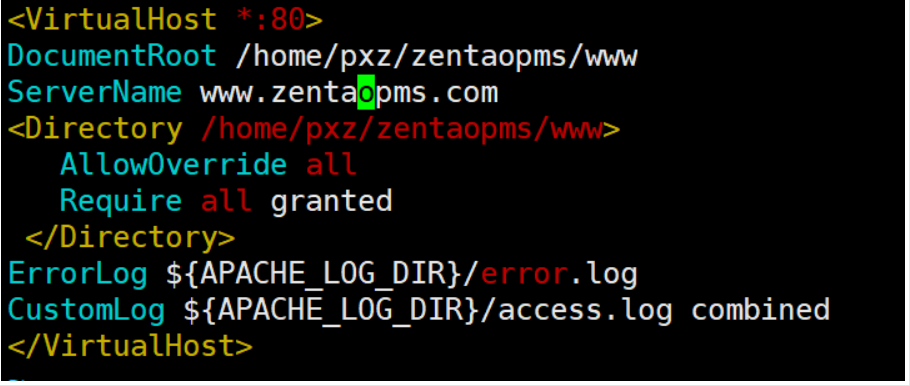 <VirtualHost *:80>
DocumentRoot /home/pxz/zentaopms/www
ServerName www.zentaopms.com
<Directory /home/pxz/zentaopms/www>
   AllowOverride all
   Require all granted
 </Directory>
ErrorLog ${APACHE_LOG_DIR}/error.log
CustomLog ${APACHE_LOG_DIR}/access.log combined
</VirtualHost>